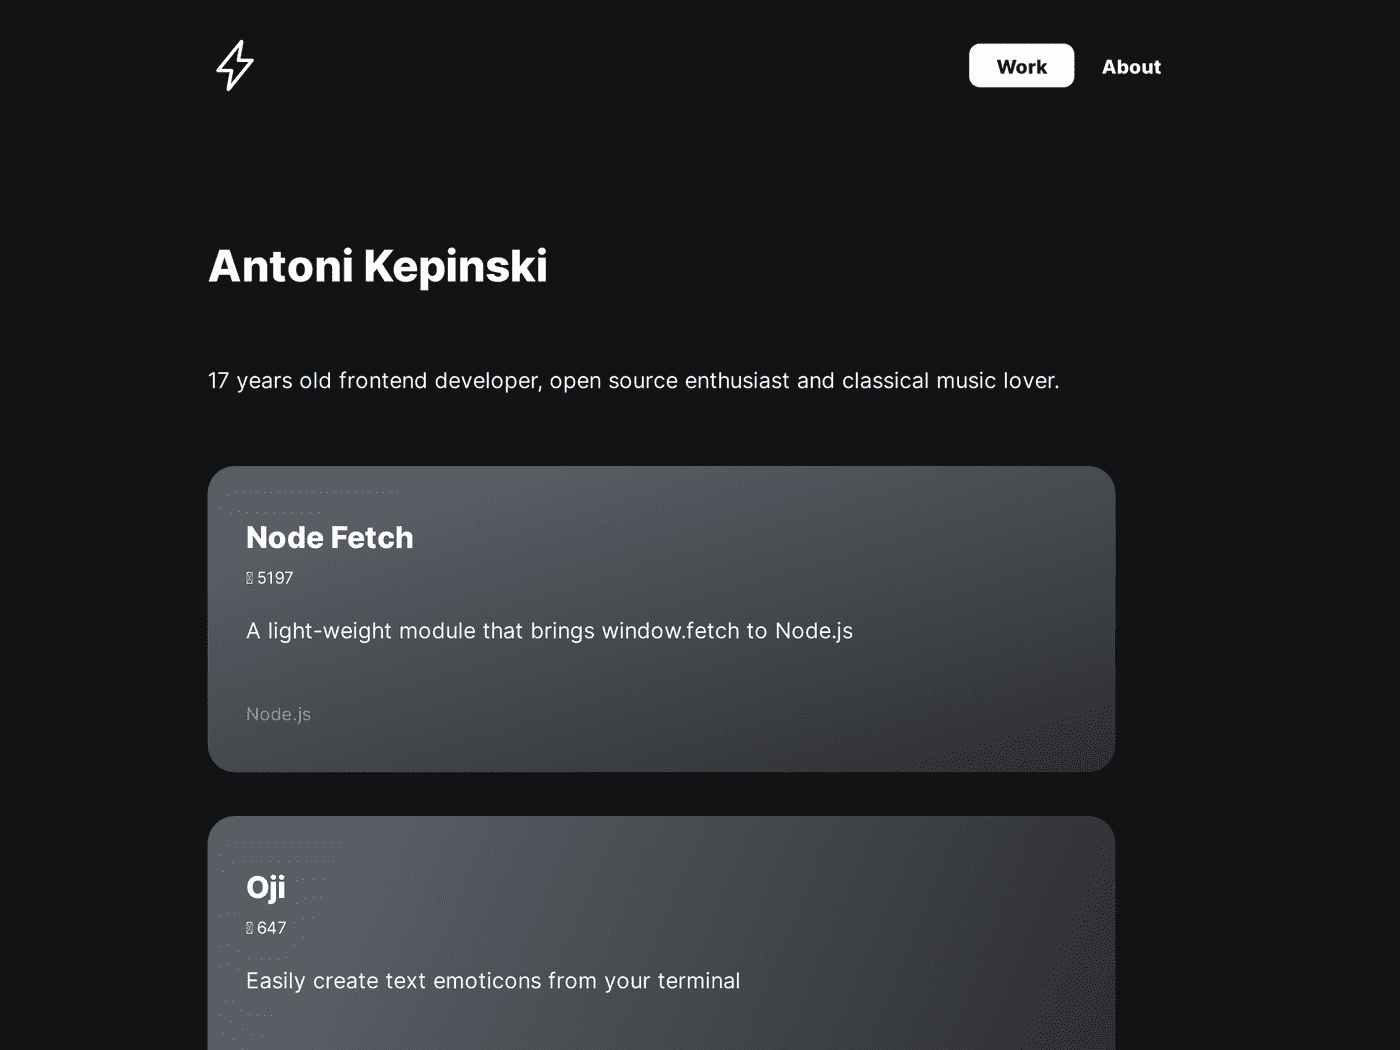 Work
About
Antoni Kepinski
17 years old frontend developer, open source enthusiast and classical music lover.
Node Fetch
5197
A light-weight module that brings window.fetch to Node.js
Node.js
Oji
647
Easily create text emoticons from your terminal